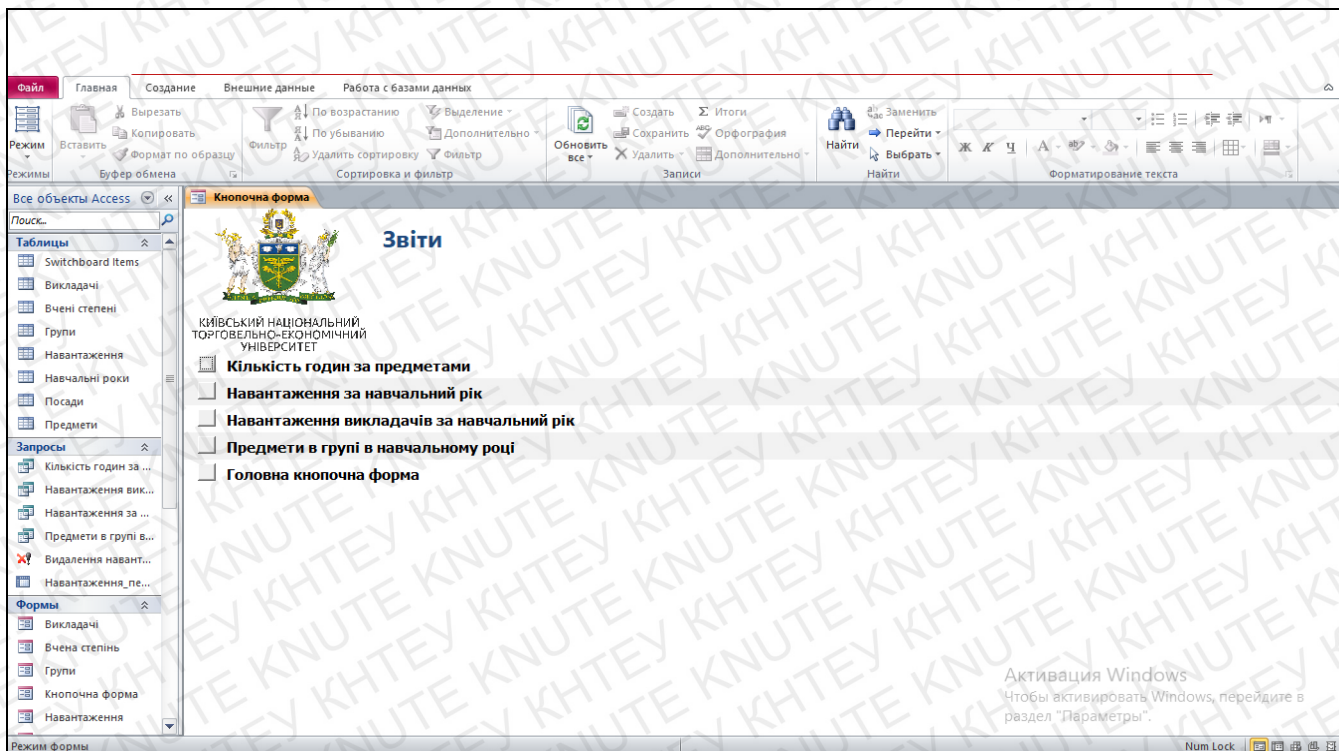 Файл Главная Создание Внешние данные Работа с базами данных
Режим
Режимы
Вставить
Вырезать
Копировать
Формат по образцу
Буфер обмена
Фильтр
По возрастанию
По убыванию
Удалить сортировку
Выделение
Дополнительно
Фильтр
Сортировка и фильтр
Обновить
все
Создать
Сохранить
Удалить
Итоги
Орфография
Дополнительно
Записи
Найти
Заменить
Перейти
Выбрать
Найти
Ж К Ч
Форматирование текста
Все объекты Access
Поиск...
Таблицы
Switchboard Items
Викладачі
Вчені степені
Групи
Навантаження
Навчальні роки
Посади
Предмети
Запросы
Кількість годин за ...
Навантаження вик...
Навантаження за ...
Предмети в групі в...
Видалення навант...
Навантаження_пе...
Формы
Викладачі
Вчена степінь
Групи
Кнопочна форма
Навантаження
Кнопочна форма
Звіти
КИЇВСЬКИЙ НАЦІОНАЛЬНИЙ
ТОРГОВЕЛЬНО-ЕКОНОМІЧНИЙ
УНІВЕРСИТЕТ
Кількість годин за предметами
Навантаження за навчальний рік
Навантаження викладачів за навчальний рік
Предмети в групі в навчальному році
Головна кнопочна форма
Активация Windows
Чтобы активировать Windows, перейдите в
раздел "Параметры".
Режим формы
Num Lock